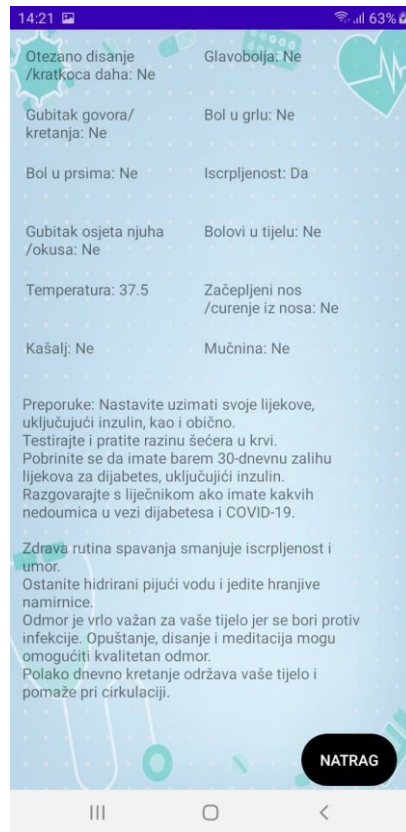 14:21
63%
Otezano disanje
/kratkoca daha: Ne
Glavobolja: Ne
Gubitak govora/
kretanja: Ne
Bol u grlu: Ne
Bol u prsima: Ne
Iscrpljenost: Da
Gubitak osjeta njuha
/okusa: Ne
Bolovi u tijelu: Ne
Temperatura: 37.5
Začepljeni nos
/curenje iz nosa: Ne
Kašalj: Ne
Mučnina: Ne
Preporuke: Nastavite uzimati svoje lijekove,
uključujući inzulin, kao i obično.
Testirajte i pratite razinu šećera u krvi.
Pobrinite se da imate barem 30-dnevnu zalihu
lijekova za dijabetes, uključujići inzulin.
Razgovarajte s liječnikom ako imate kakvih
nedoumica u vezi dijabetesa i COVID-19.
Zdrava rutina spavanja smanjuje iscrpljenost i
umor.
Ostanite hidrirani pijući vodu i jedite hranjive
namirnice.
Odmor je vrlo važan za vaše tijelo jer se bori protiv
infekcije. Opuštanje, disanje i meditacija mogu
omogućiti kvalitetan odmor.
Polako dnevno kretanje održava vaše tijelo i
pomaže pri cirkulaciji.
NATRAG